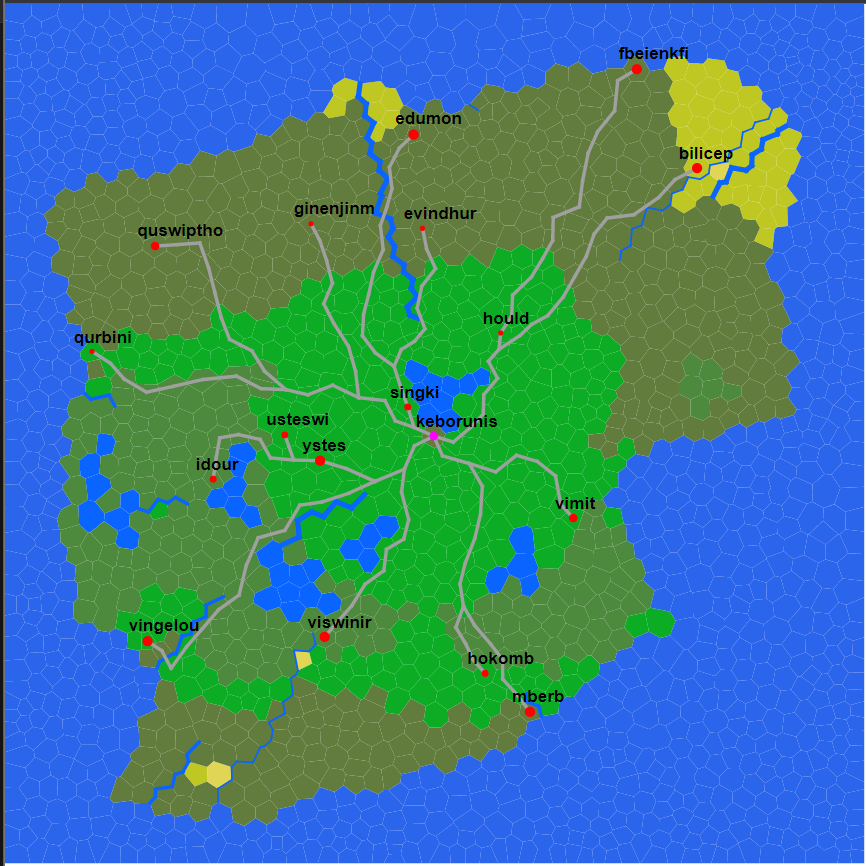 fbeienkfi
edumon
bilicep
ginenjinm
evindhur
quswiptho
hould
qurbini
singki
usteswi
keborunis
ystes
idour
vimit
vingelou
viswinir
hokomb
mberb